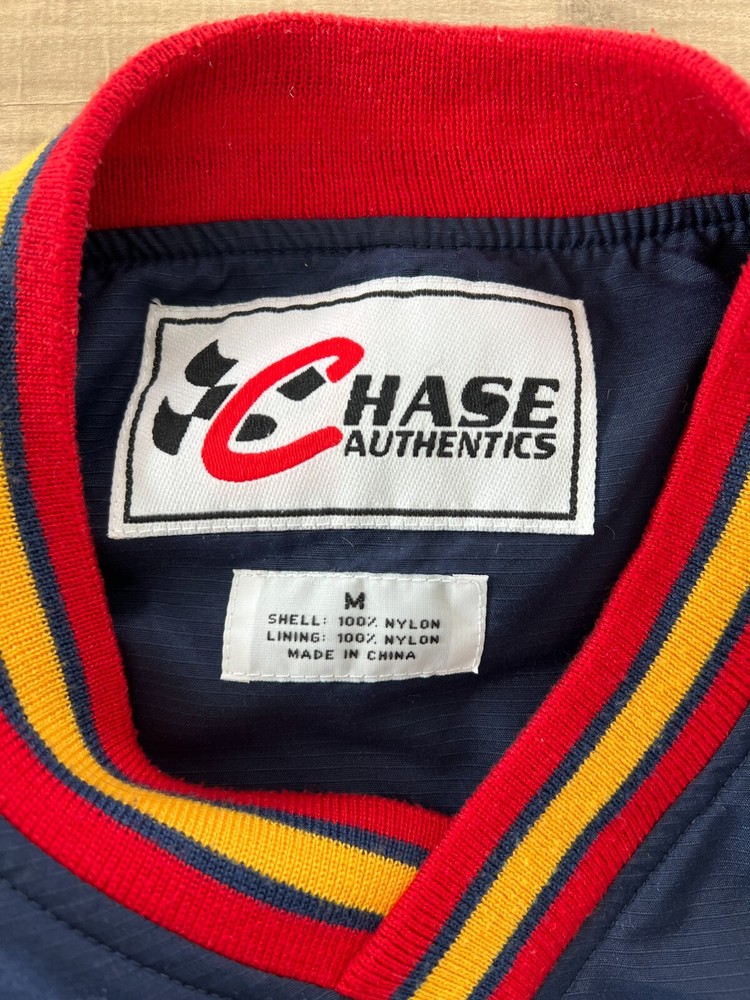 CHASE
AUTHENTICS
M
SHELL: 100% NYLON
LINING: 100% NYLON
MADE IN CHINA